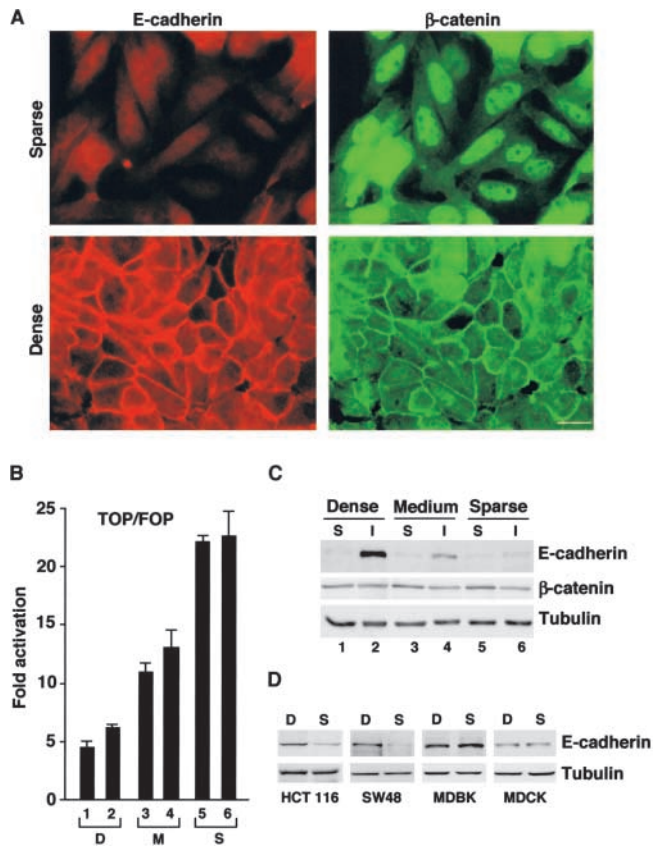 A
E-cadherin β-catenin
Sparse
Dense
B
TOP/FOP
Fold activation
25
20
15
10
5
0
1 2 3 4 5 6
D M S
C
Dense Medium Sparse
S I S I S I
E-cadherin
β-catenin
Tubulin
1 2 3 4 5 6
D
D S D S D S D S
E-cadherin
Tubulin
HCT 116 SW48 MDBK MDCK